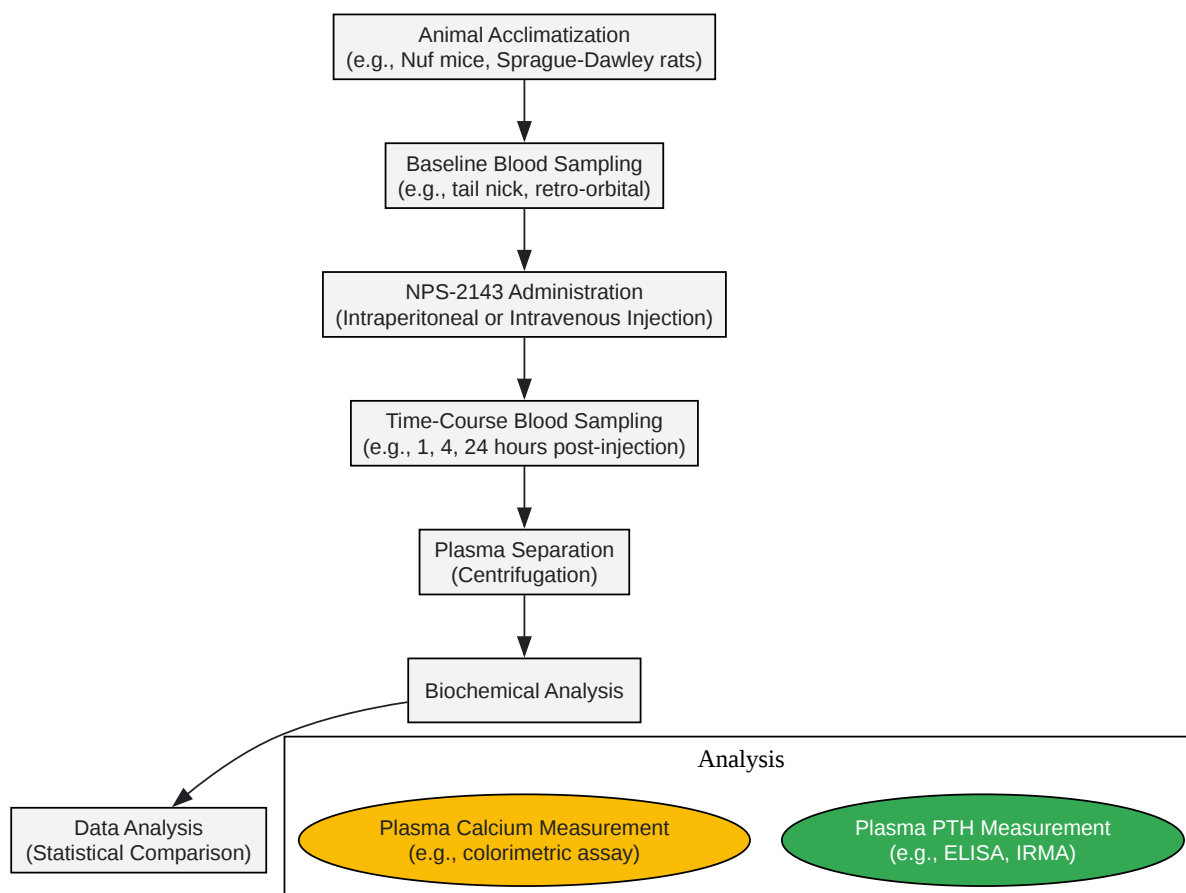 Animal Acclimatization
(e.g., Nuf mice, Sprague-Dawley rats)
Baseline Blood Sampling
(e.g., tail nick, retro-orbital)
NPS-2143 Administration
(Intraperitoneal or Intravenous Injection)
Time-Course Blood Sampling
(e.g., 1, 4, 24 hours post-injection)
Plasma Separation
(Centrifugation)
Biochemical Analysis
Analysis
Data Analysis
(Statistical Comparison)
Plasma Calcium Measurement
(e.g., colorimetric assay)
Plasma PTH Measurement
(e.g., ELISA, IRMA)